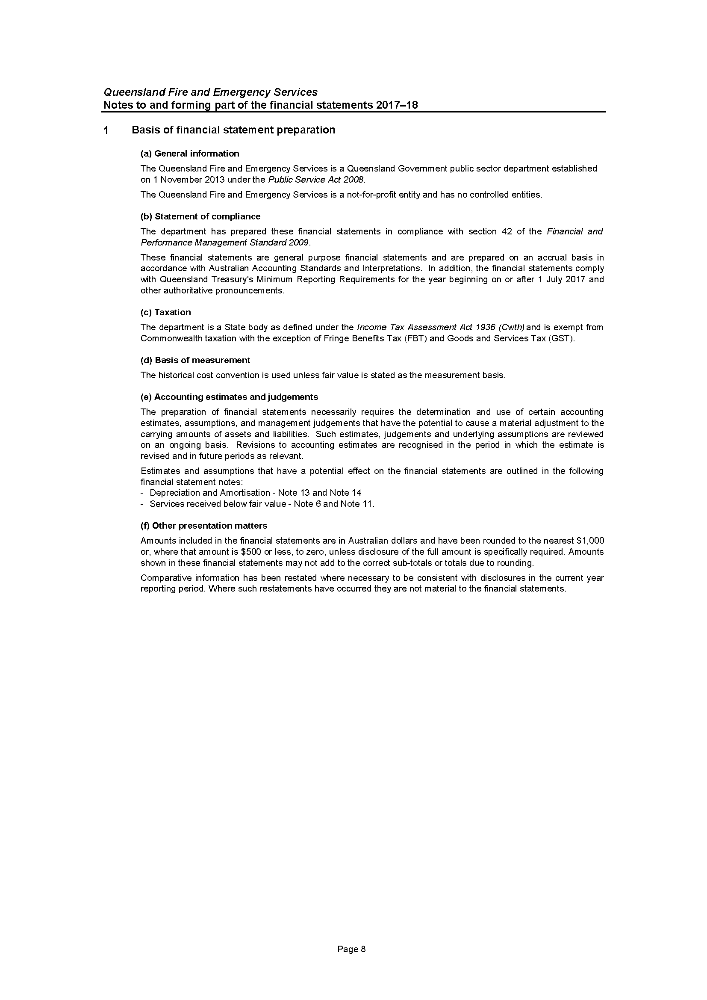 Queensland Fire and Emergency Services
Notes to and forming part of the financial statements 2017–18
1 Basis of financial statement preparation
(a) General information
The Queensland Fire and Emergency Services is a Queensland Government public sector department established
on 1 November 2013 under the Public Service Act 2008.
The Queensland Fire and Emergency Services is a not-for-profit entity and has no controlled entities.
(b) Statement of compliance
The department has prepared these financial statements in compliance with section 42 of the Financial and
Performance Management Standard 2009.
These financial statements are general purpose financial statements and are prepared on an accrual basis in
accordance with Australian Accounting Standards and Interpretations. In addition, the financial statements comply
with Queensland Treasury's Minimum Reporting Requirements for the year beginning on or after 1 July 2017 and
other authoritative pronouncements.
(c) Taxation
The department is a State body as defined under the Income Tax Assessment Act 1936 (Cwth) and is exempt from
Commonwealth taxation with the exception of Fringe Benefits Tax (FBT) and Goods and Services Tax (GST).
(d) Basis of measurement
The historical cost convention is used unless fair value is stated as the measurement basis.
(e) Accounting estimates and judgements
The preparation of financial statements necessarily requires the determination and use of certain accounting
estimates, assumptions, and management judgements that have the potential to cause a material adjustment to the
carrying amounts of assets and liabilities. Such estimates, judgements and underlying assumptions are reviewed
on an ongoing basis. Revisions to accounting estimates are recognised in the period in which the estimate is
revised and in future periods as relevant.
Estimates and assumptions that have a potential effect on the financial statements are outlined in the following
financial statement notes:
- Depreciation and Amortisation - Note 13 and Note 14
- Services received below fair value - Note 6 and Note 11.
(f) Other presentation matters
Amounts included in the financial statements are in Australian dollars and have been rounded to the nearest $1,000
or, where that amount is $500 or less, to zero, unless disclosure of the full amount is specifically required. Amounts
shown in these financial statements may not add to the correct sub-totals or totals due to rounding.
Comparative information has been restated where necessary to be consistent with disclosures in the current year
reporting period. Where such restatements have occurred they are not material to the financial statements.
Page 8